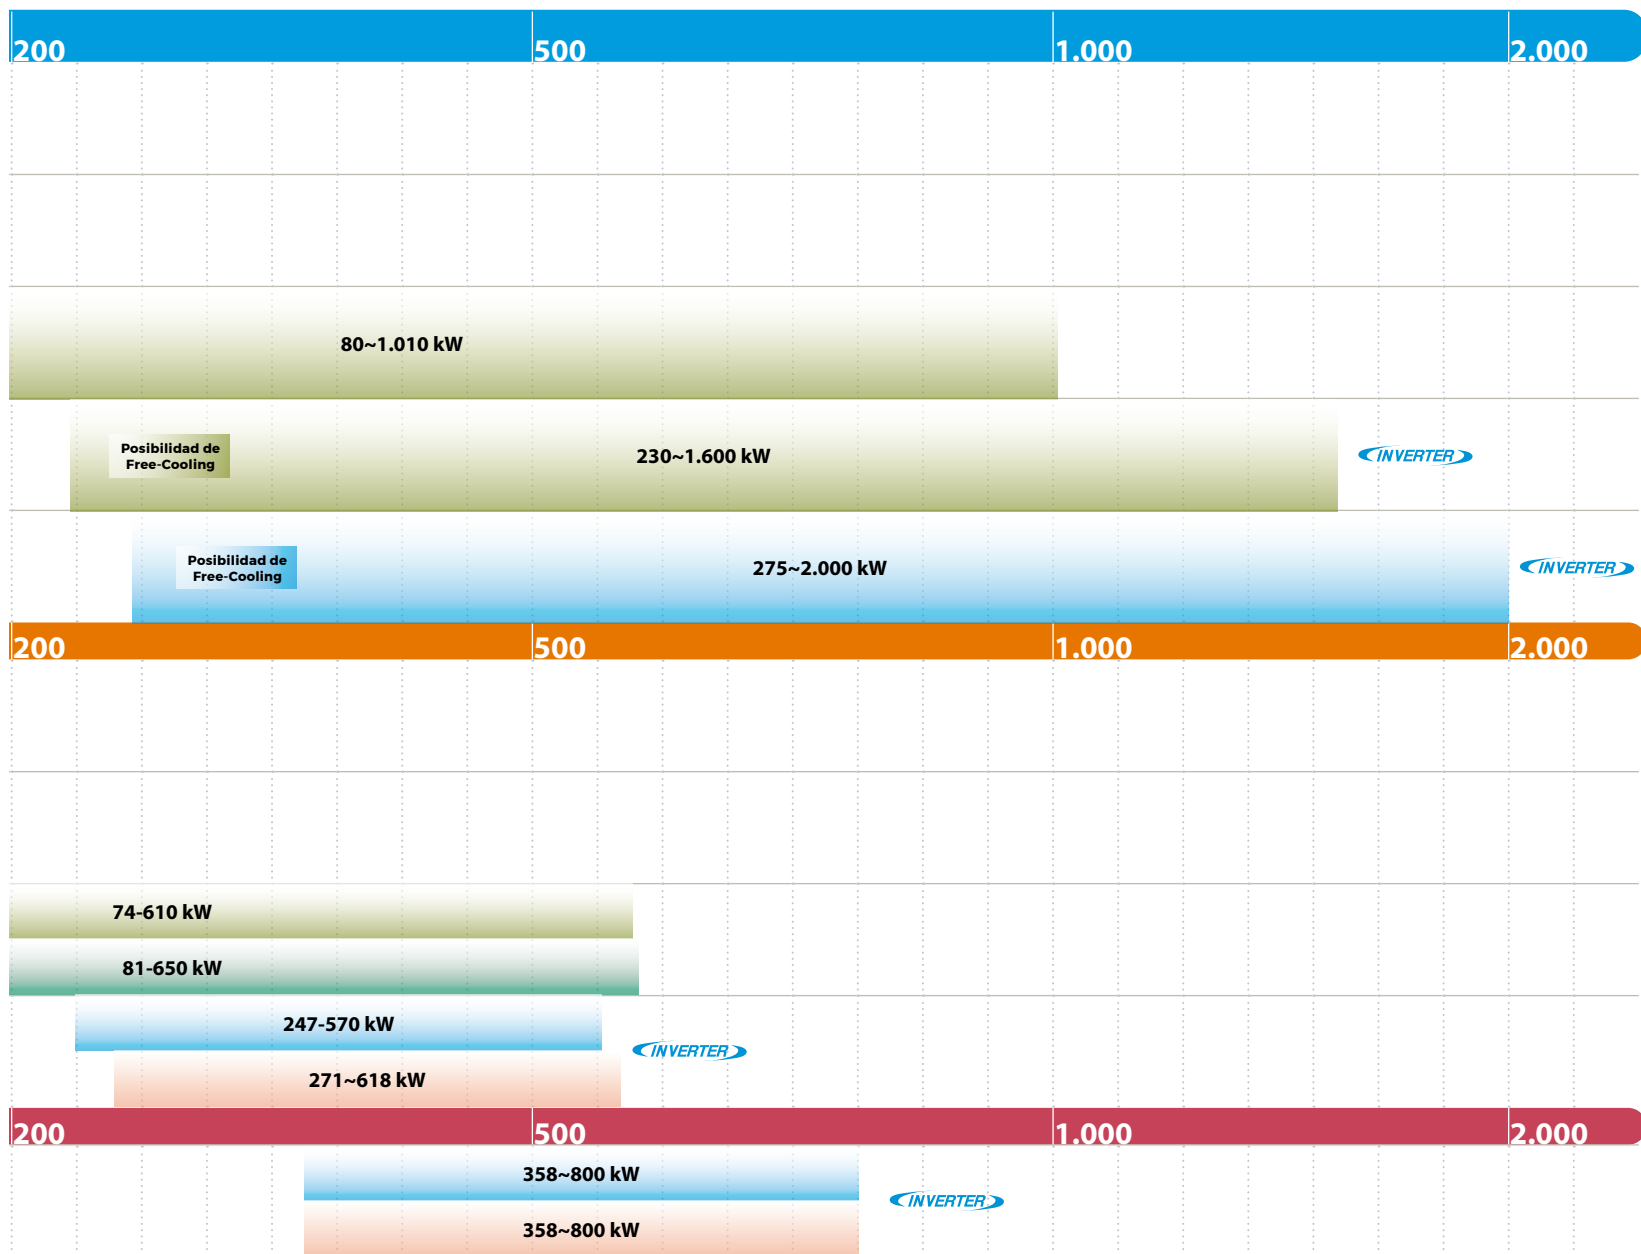 200 500 1.000 2.000
80~1.010 kW
Posibilidad de
Free-Cooling
230~1.600 kW
INVERTER
Posibilidad de
Free-Cooling
275~2.000 kW
INVERTER
200 500 1.000 2.000
74-610 kW
81-650 kW
247-570 kW
INVERTER
271~618 kW
200 500 1.000 2.000
358~800 kW
INVERTER
358~800 kW